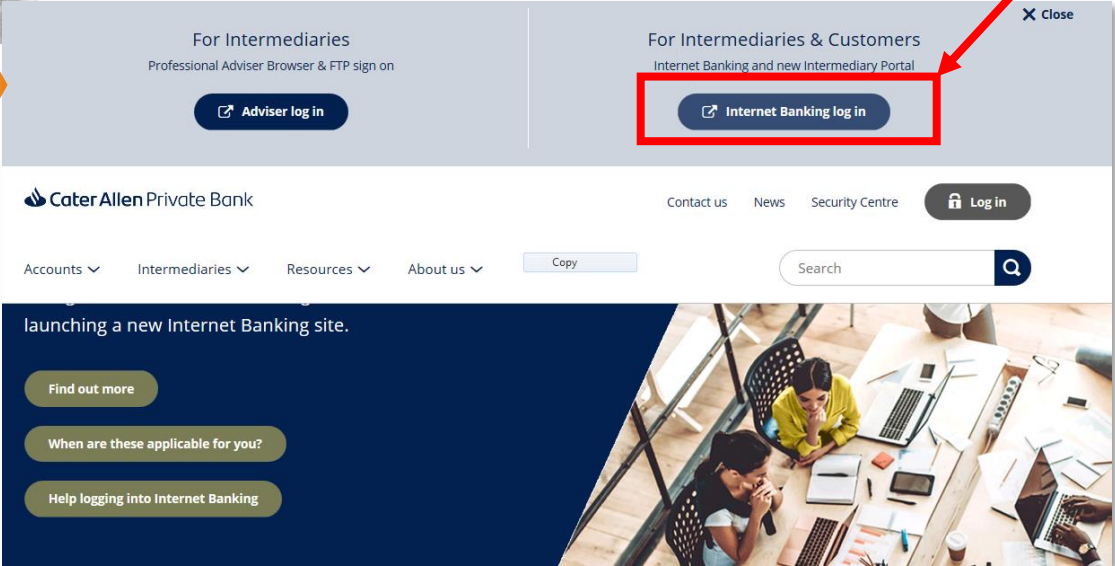 Close
For Intermediaries
Professional Adviser Browser & FTP sign on
Adviser log in
For Intermediaries & Customers
Internet Banking and new Intermediary Portal
Internet Banking log in
Cater Allen Private Bank
Contact us News Security Centre Log in
Accounts Intermediaries Resources About us Copy Search
launching a new Internet Banking site.
Find out more
When are these applicable for you?
Help logging into Internet Banking